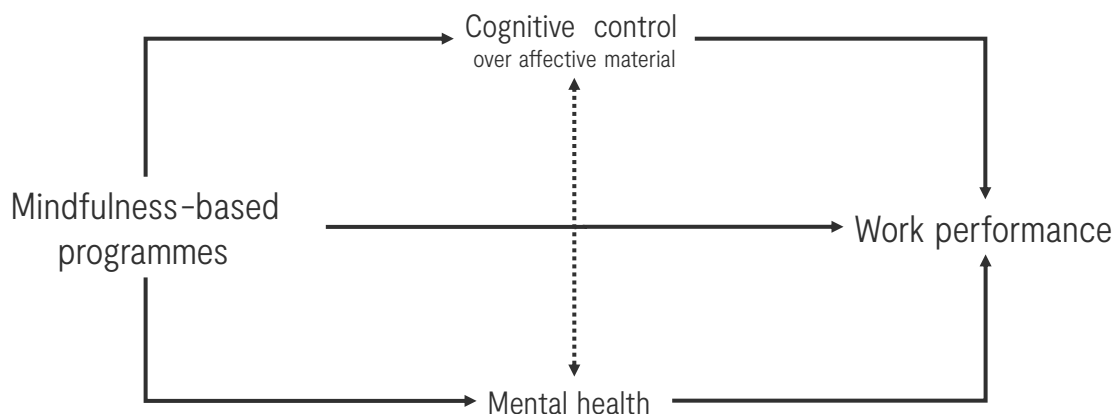 Cognitive control
over affective material
Mindfulness-based
programmes
Work performance
Mental health